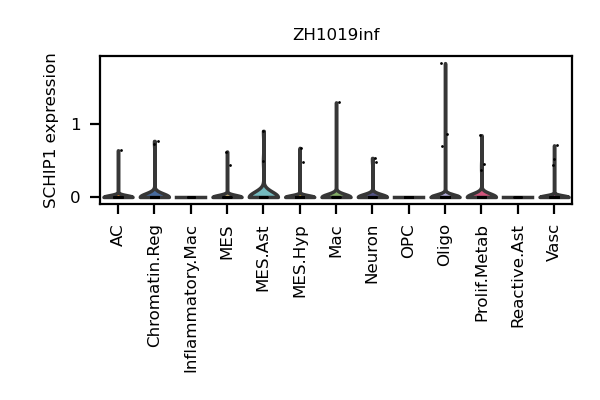 ZH1019inf
SCHIP1 expression
1
0
AC
Chromatin.Reg
Inflammatory.Mac
MES
MES.Ast
MES.Hyp
Mac
Neuron
OPC
Oligo
Prolif.Metab
Reactive.Ast
Vasc